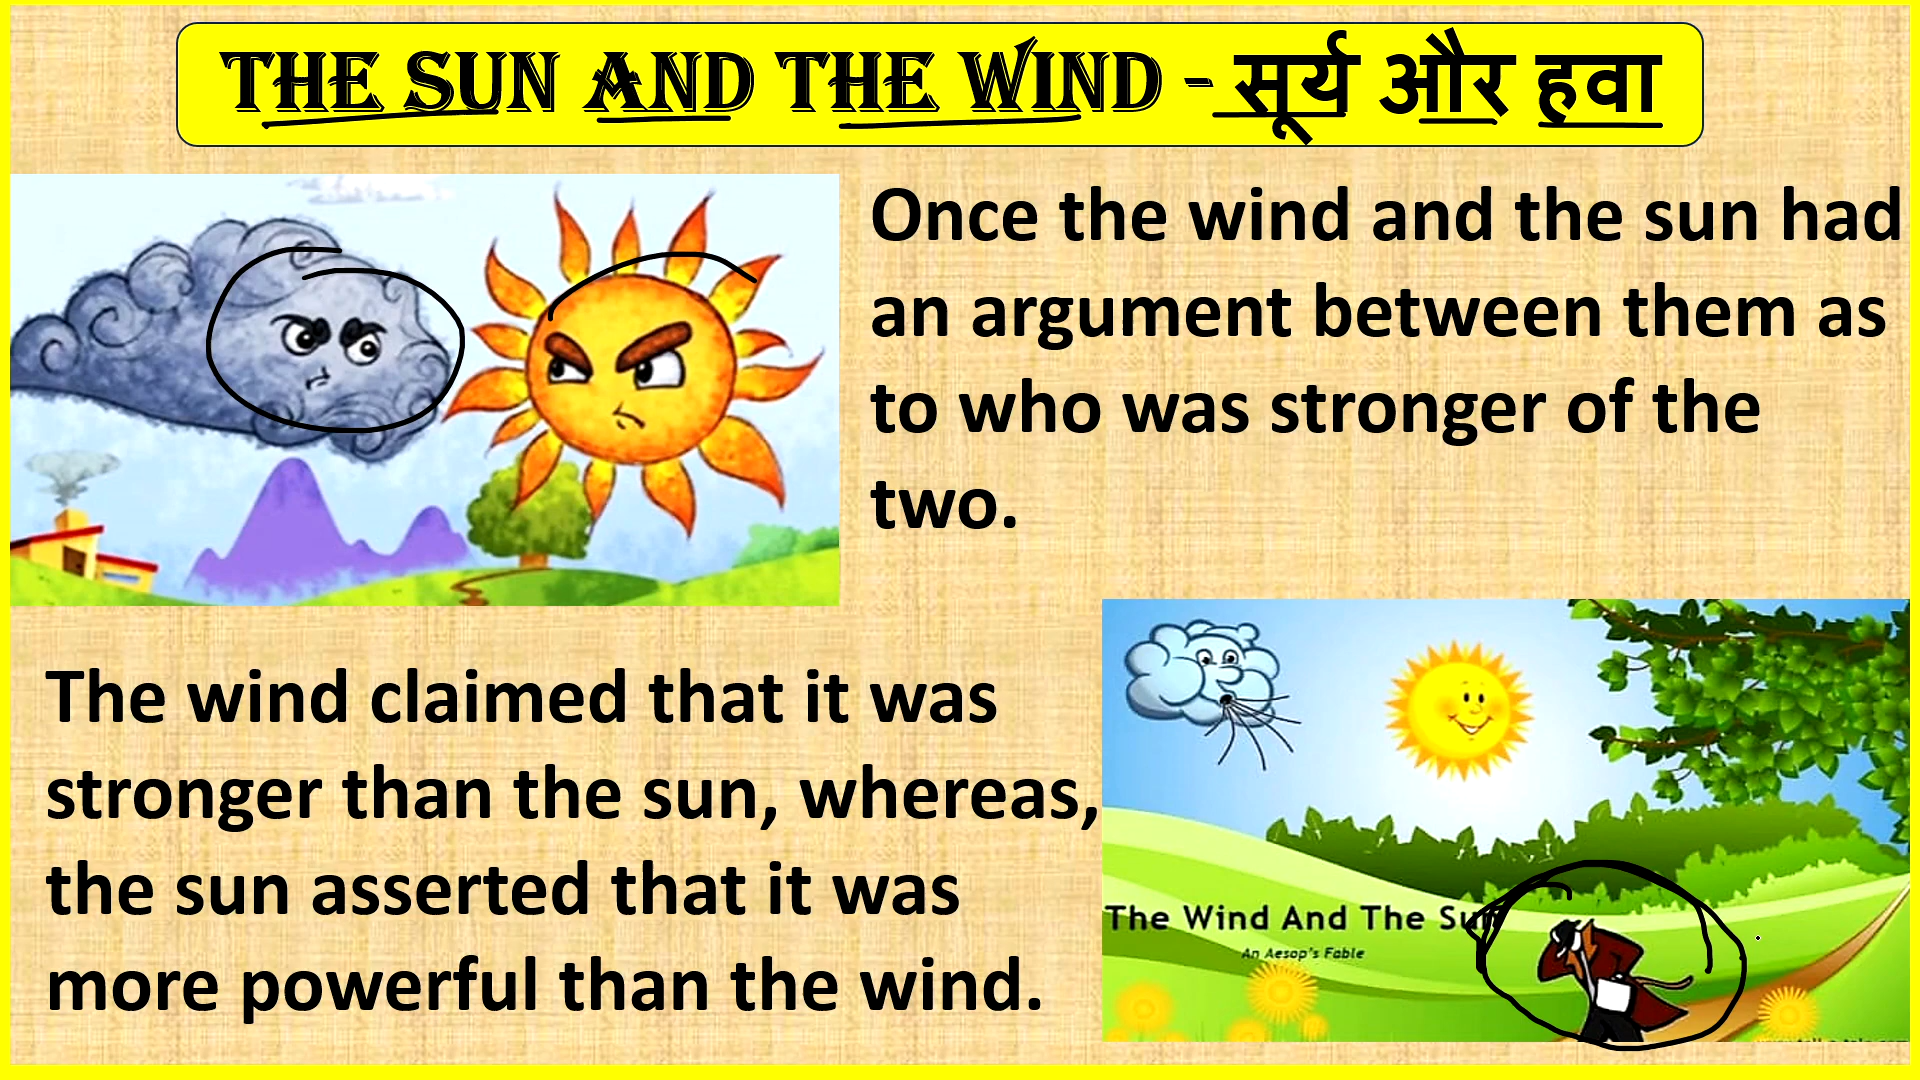 THE SUN AND THE WIND - सूर्य और हवा
Once the wind and the sun had
an argument between them as
to who was stronger of the
two.
The wind claimed that it was
stronger than the sun, whereas,
the sun asserted that it was
more powerful than the wind.
The Wind And The Sun
An Aesop's Fable